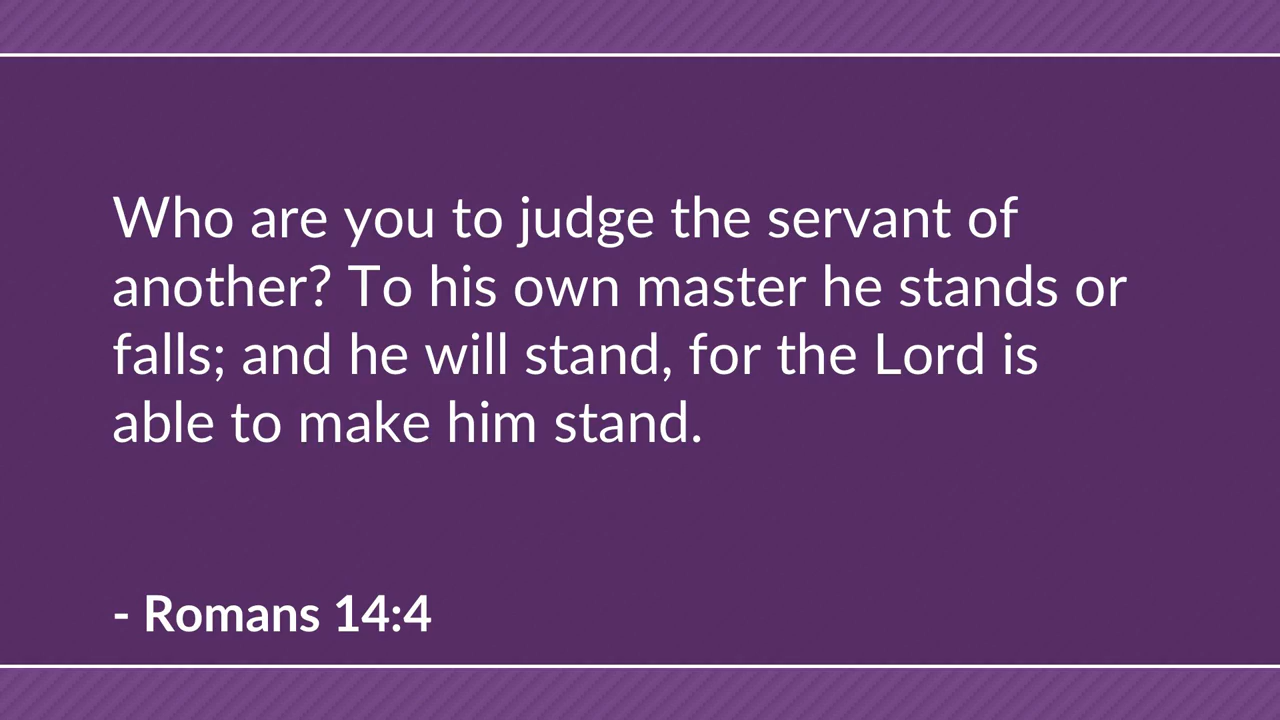 Who are you to judge the servant of
another? To his own master he stands or
falls; and he will stand, for the Lord is
able to make him stand.
- Romans 14:4